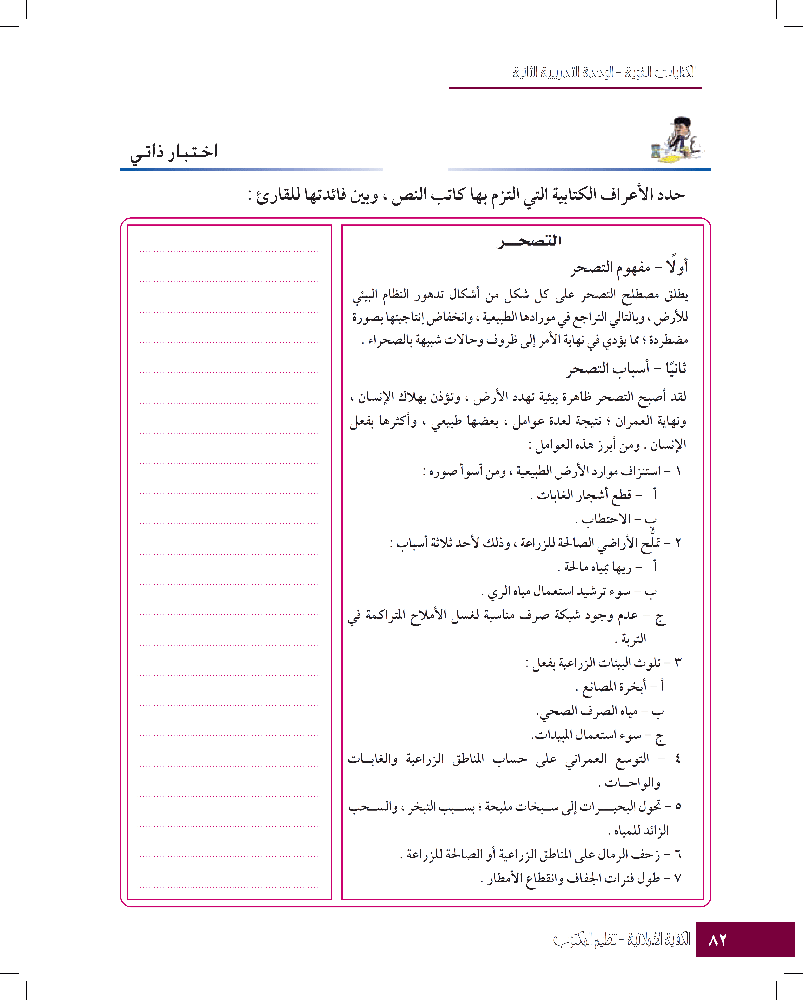 الكفايات اللغوية - الوحدة التدريبية الثانية
اختبار ذاتي
حدد الأعراف الكتابية التي التزم بها كاتب النص ، وبين فائدتها للقارئ :
التصحـــر
أولًا – مفهوم التصحر
يطلق مصطلح التصحر على كل شكل من أشكال تدهور النظام البيئي
للأرض ، وبالتالي التراجع في مورادها الطبيعية ، وانخفاض إنتاجيتها بصورة
مضطردة ؛ مما يؤدي في نهاية الأمر إلى ظروف وحالات شبيهة بالصحراء .
ثانيًا – أسباب التصحر
لقد أصبح التصحر ظاهرة بيئية تهدد الأرض ، وتؤذن بهلاك الإنسان ،
ونهاية العمران ؛ نتيجة لعدة عوامل ، بعضها طبيعي ، وأكثرها بفعل
الإنسان . ومن أبرز هذه العوامل :
١ – استنزاف موارد الأرض الطبيعية ، ومن أسوأ صوره :
أ – قطع أشجار الغابات .
ب – الاحتطاب .
٢ – تملُّح الأراضي الصالحة للزراعة ، وذلك لأحد ثلاثة أسباب :
أ – ريها بمياه مالحة .
ب – سوء ترشيد استعمال مياه الري .
ج – عدم وجود شبكة صرف مناسبة لغسل الأملاح المتراكمة في
التربة .
٣ – تلوث البيئات الزراعية بفعل :
أ – أبخرة المصانع .
ب – مياه الصرف الصحي.
ج – سوء استعمال المبيدات.
٤ – التوسع العمراني على حساب المناطق الزراعية والغابـات
والواحـات .
٥ – تحول البحيـــرات إلى سـبخات مليحة ؛ بسـبب التبخر ، والسـحب
الزائد للمياه .
٦ – زحف الرمال على المناطق الزراعية أو الصالحة للزراعة .
٧ – طول فترات الجفاف وانقطاع الأمطار .
٨٢ الكفاية الإملائية - تنظيم المكتوب